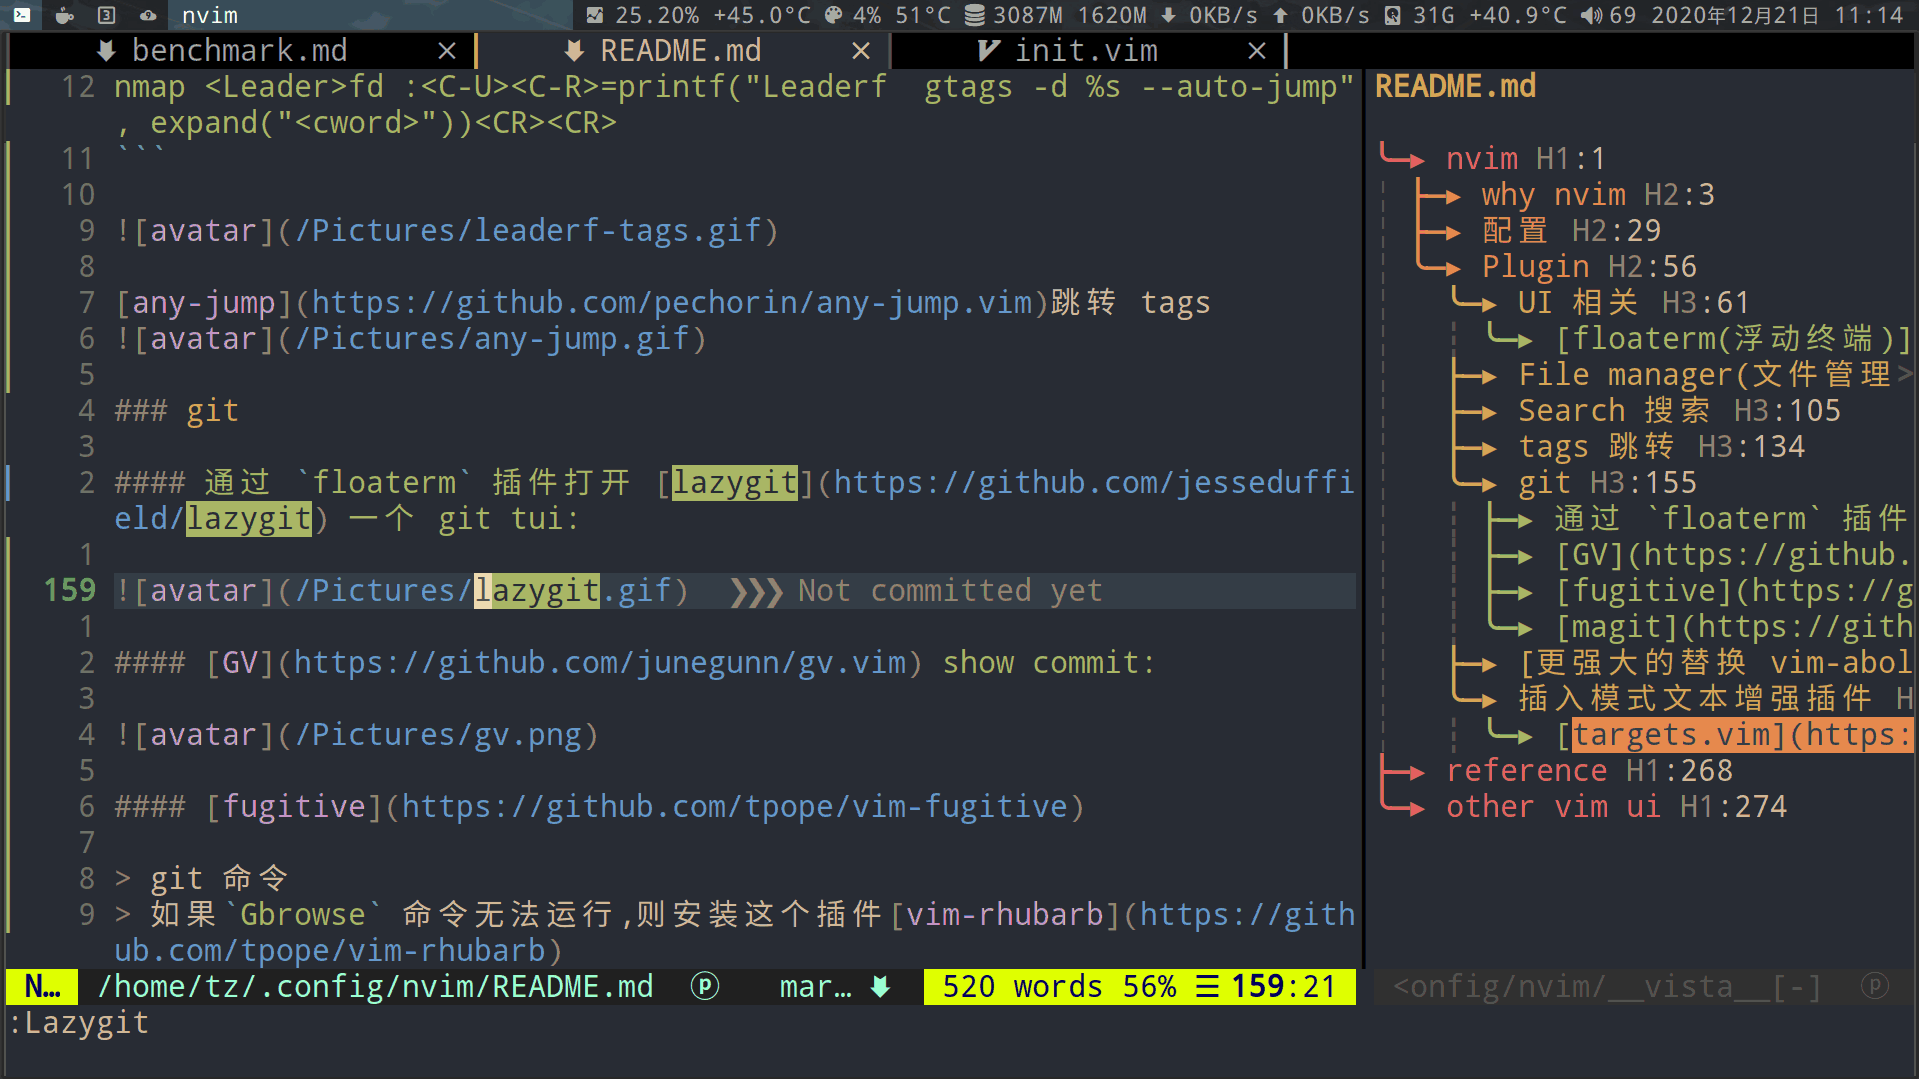 nvim 25.20% +45.0°C 4% 51°C 3087M 1620M 0KB/s 0KB/s 31G +40.9°C 69 2020年12月21日 11:14
benchmark.md × README.md × init.vim ×
12 nmap <Leader>fd :<C-U><C-R>=printf("Leaderf  gtags -d %s --auto-jump"
, expand("<cword>"))<CR><CR>
11 ```
10
9 ![avatar](/Pictures/leaderf-tags.gif)
8
7 [any-jump](https://github.com/pechorin/any-jump.vim)跳转 tags
6 ![avatar](/Pictures/any-jump.gif)
5
4 ### git
3
2 #### 通过 `floaterm` 插件打开 [lazygit](https://github.com/jesseduffi
eld/lazygit) 一个 git tui:
1
159 ![avatar](/Pictures/lazygit.gif)  ❯❯❯ Not committed yet
1
2 #### [GV](https://github.com/junegunn/gv.vim) show commit:
3
4 ![avatar](/Pictures/gv.png)
5
6 #### [fugitive](https://github.com/tpope/vim-fugitive)
7
8 > git 命令
9 > 如果`Gbrowse` 命令无法运行,则安装这个插件[vim-rhubarb](https://gith
ub.com/tpope/vim-rhubarb)
README.md
nvim H1:1
why nvim H2:3
配置 H2:29
Plugin H2:56
UI 相关 H3:61
[floaterm(浮动终端)]
File manager(文件管理>
Search 搜索 H3:105
tags 跳转 H3:134
git H3:155
通过 `floaterm` 插件
[GV](https://github.
[fugitive](https://g
[magit](https://gith
[更强大的替换 vim-abol
插入模式文本增强插件 H
[targets.vim](https:
reference H1:268
other vim ui H1:274
N… /home/tz/.config/nvim/README.md ⓟ mar… 520 words 56% ☰ 159:21 <onfig/nvim/__vista__[-] ⓟ
:Lazygit